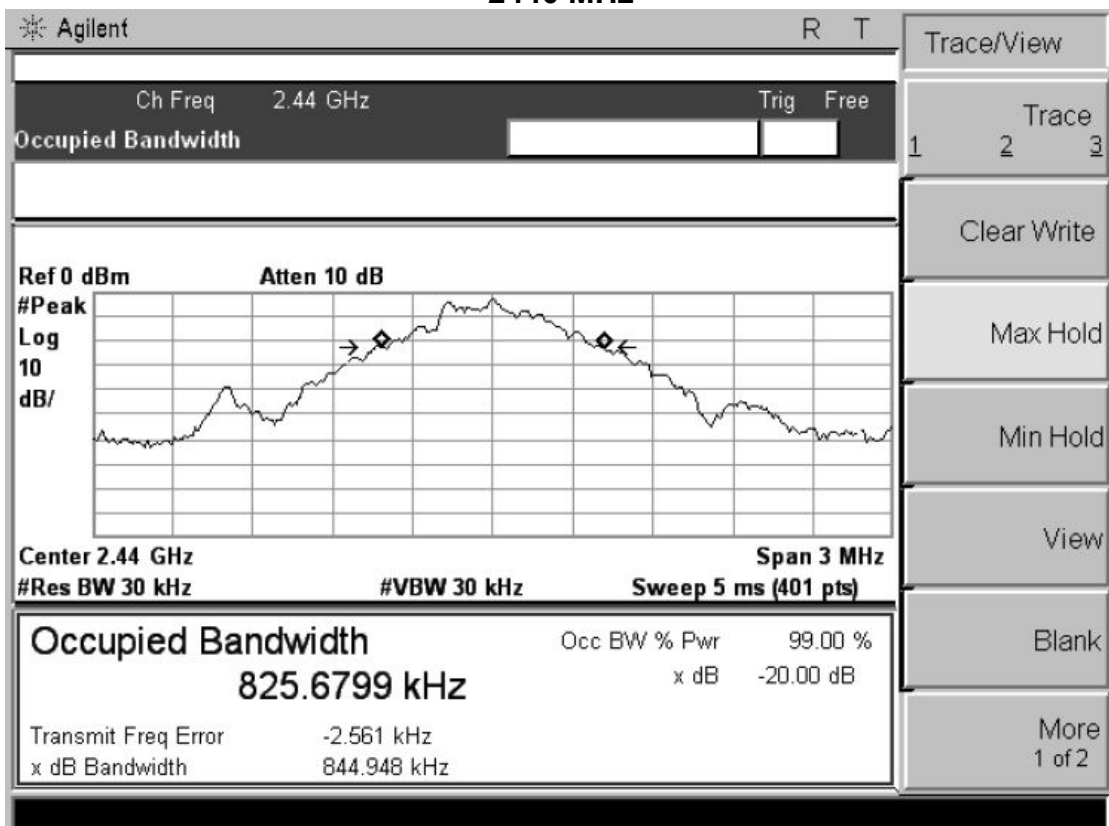 Agilent R T
Trace/View
Ch Freq 2.44 GHz Trig Free
Occupied Bandwidth
Trace
1 2 3
Clear Write
Ref 0 dBm Atten 10 dB
#Peak
Log
10
dB/
Max Hold
Min Hold
View
Center 2.44 GHz Span 3 MHz
#Res BW 30 kHz #VBW 30 kHz Sweep 5 ms (401 pts)
Occupied Bandwidth
825.6799 kHz
Occ BW % Pwr 99.00 %
x dB -20.00 dB
Transmit Freq Error -2.561 kHz
x dB Bandwidth 844.948 kHz
Blank
More
1 of 2